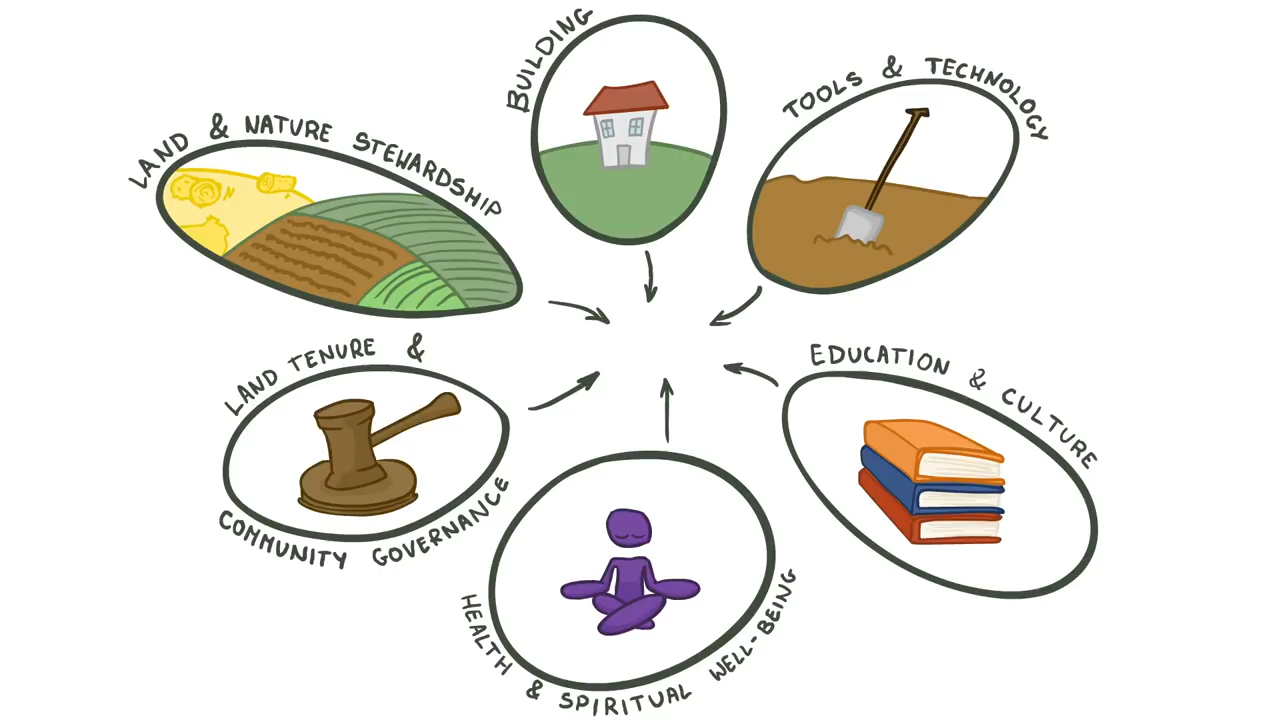 BUILDING
TOOLS & TECHNOLOGY
LAND & NATURE STEWARDSHIP
LAND TENURE &
COMMUNITY GOVERNANCE
EDUCATION & CULTURE
HEALTH & SPIRITUAL WELL-BEING